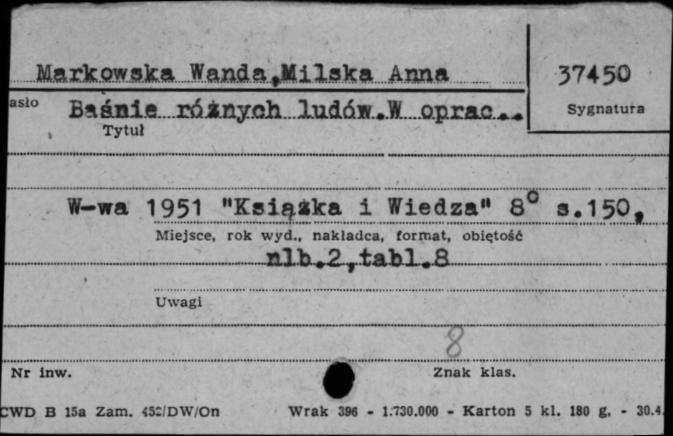 Markowska Wanda,Milska Anna
37450
asło
Baśnie różnych ludów.W oprac..
Sygnatura
Tytuł
W-wa 1951 "Książka i Wiedza" 8° s.150,
Miejsce, rok wyd., nakładca, format, objętość
nlb.2,tabl.8
Uwagi
8
Nr inw.
Znak klas.
CWD B 15a Zam. 452/DW/On Wrak 396 - 1.730.000 - Karton 5 kl. 180 g. - 30.4